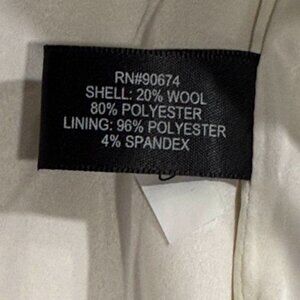 RN#90674
SHELL: 20% WOOL
80% POLYESTER
LINING: 96% POLYESTER
4% SPANDEX